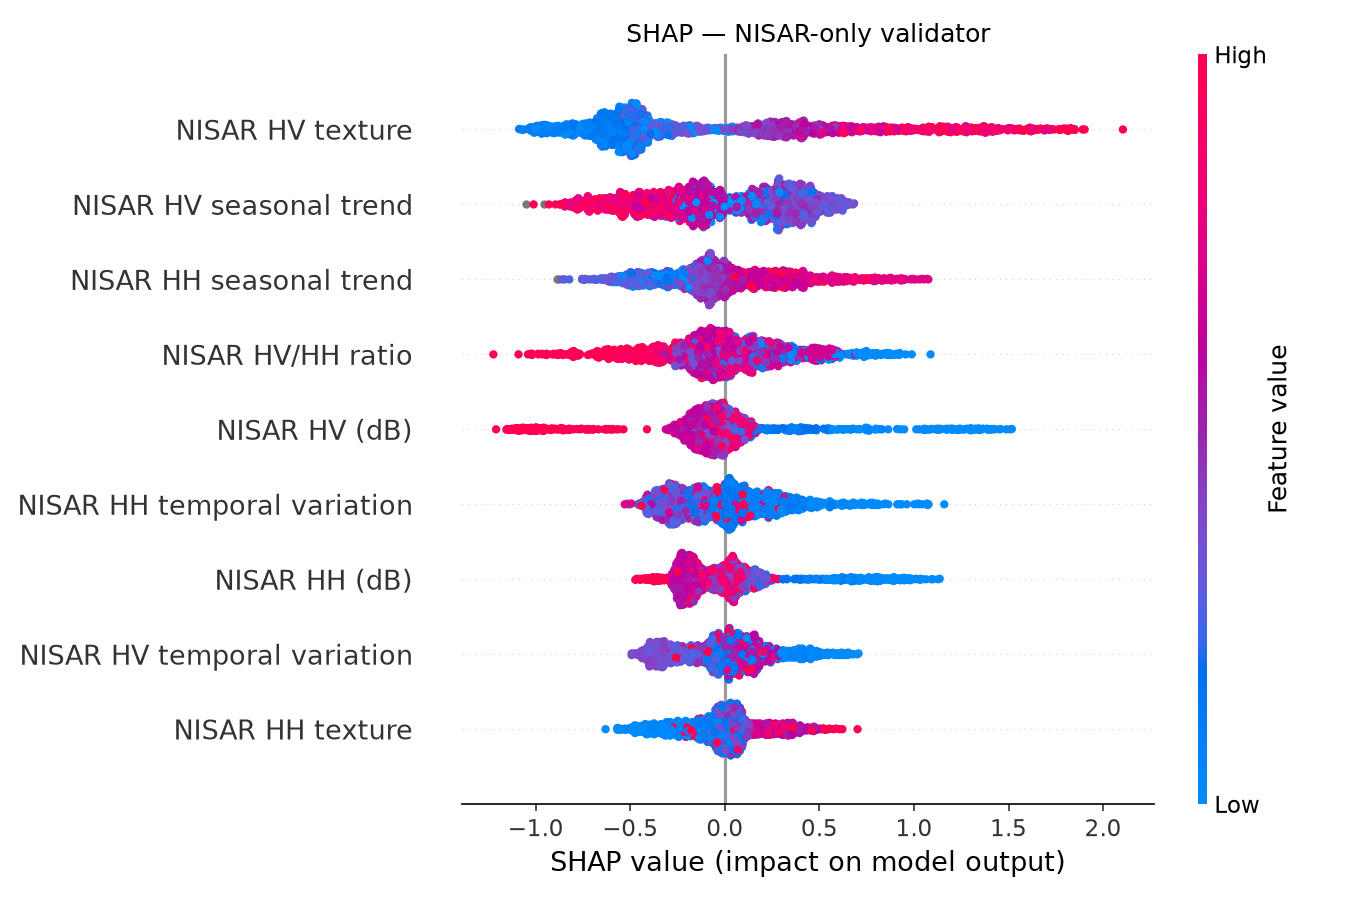 SHAP — NISAR-only validator
High
NISAR HV texture
NISAR HV seasonal trend
NISAR HH seasonal trend
NISAR HV/HH ratio
NISAR HV (dB)
NISAR HH temporal variation
NISAR HH (dB)
NISAR HV temporal variation
NISAR HH texture
Feature value
Low
−1.0 −0.5 0.0 0.5 1.0 1.5 2.0
SHAP value (impact on model output)